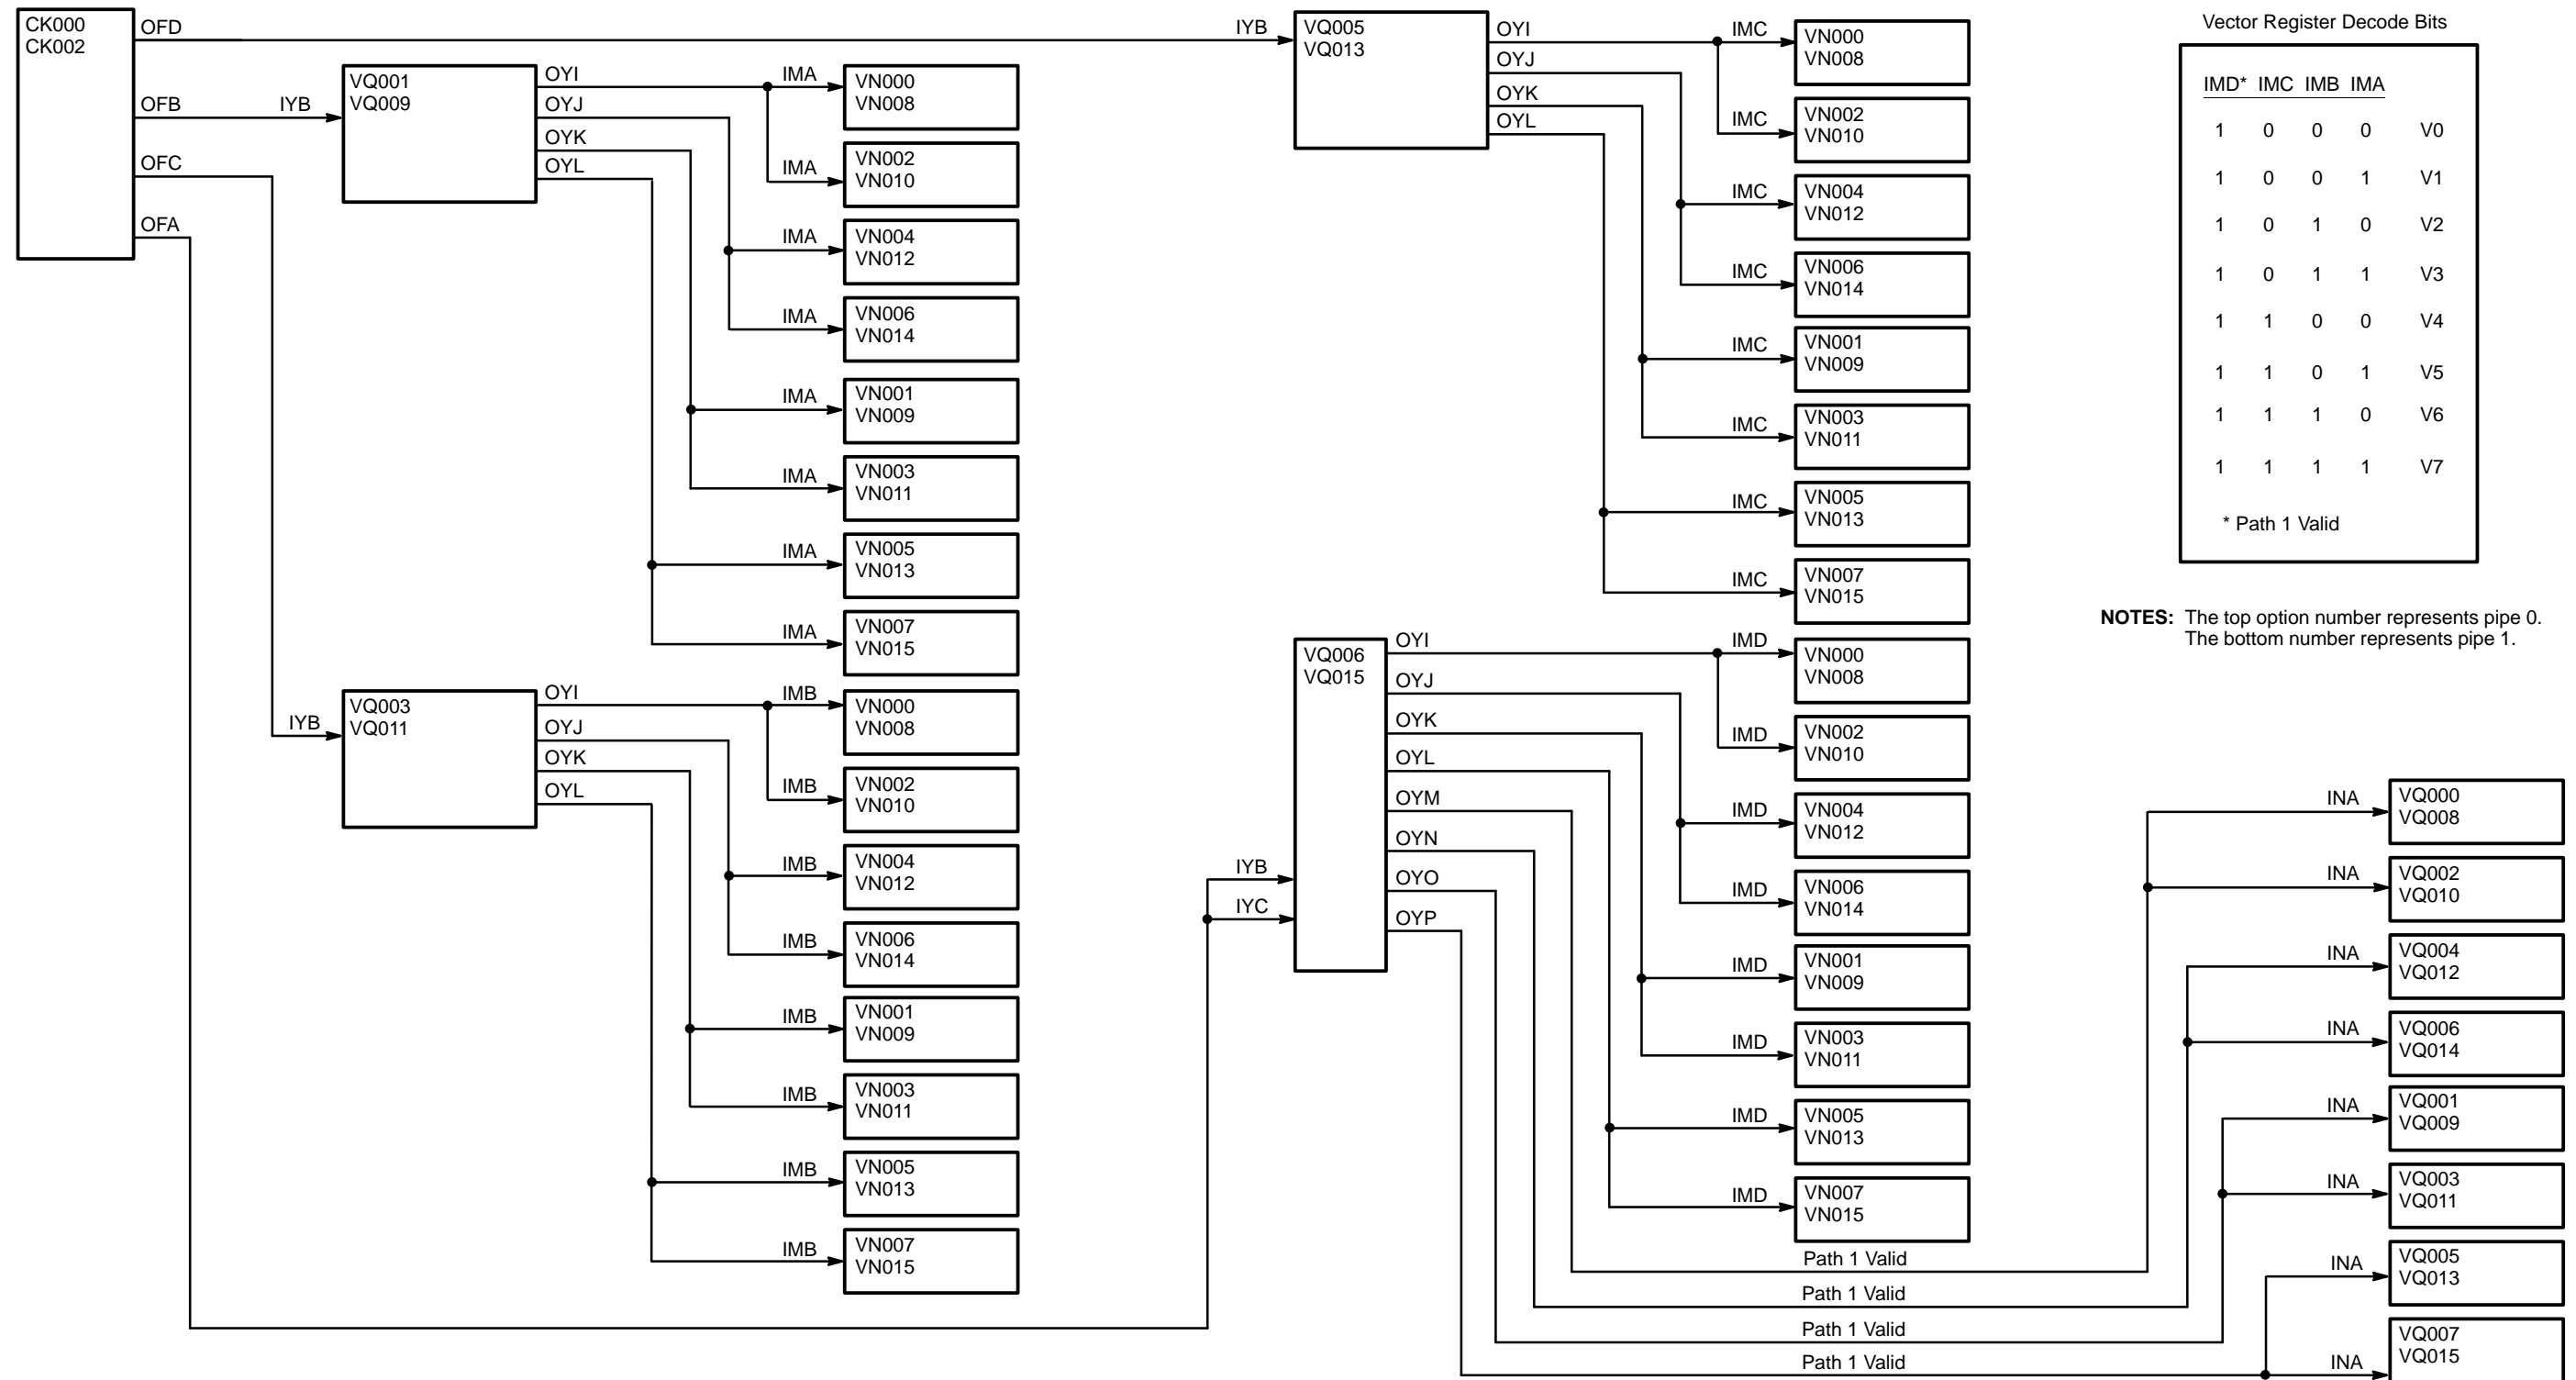 CK000
CK002
OFD
OFB
OFC
OFA
IYB
VQ001
VQ009
OYI
OYJ
OYK
OYL
IMA
VN000
VN008
IMA
VN002
VN010
IMA
VN004
VN012
IMA
VN006
VN014
IMA
VN001
VN009
IMA
VN003
VN011
IMA
VN005
VN013
IMA
VN007
VN015
IYB
VQ003
VQ011
OYI
OYJ
OYK
OYL
IMB
VN000
VN008
IMB
VN002
VN010
IMB
VN004
VN012
IMB
VN006
VN014
IMB
VN001
VN009
IMB
VN003
VN011
IMB
VN005
VN013
IMB
VN007
VN015
IYB
VQ005
VQ013
OYI
OYJ
OYK
OYL
IMC
VN000
VN008
IMC
VN002
VN010
IMC
VN004
VN012
IMC
VN006
VN014
IMC
VN001
VN009
IMC
VN003
VN011
IMC
VN005
VN013
IMC
VN007
VN015
IYB
IYC
VQ006
VQ015
OYI
OYJ
OYK
OYL
OYM
OYN
OYO
OYP
IMD
VN000
VN008
IMD
VN002
VN010
IMD
VN004
VN012
IMD
VN006
VN014
IMD
VN001
VN009
IMD
VN003
VN011
IMD
VN005
VN013
IMD
VN007
VN015
Path 1 Valid
Path 1 Valid
Path 1 Valid
Path 1 Valid
Vector Register Decode Bits
IMD* IMC IMB IMA
1 0 0 0 V0
1 0 0 1 V1
1 0 1 0 V2
1 0 1 1 V3
1 1 0 0 V4
1 1 0 1 V5
1 1 1 0 V6
1 1 1 1 V7
* Path 1 Valid
NOTES: The top option number represents pipe 0.
The bottom number represents pipe 1.
INA
VQ000
VQ008
INA
VQ002
VQ010
INA
VQ004
VQ012
INA
VQ006
VQ014
INA
VQ001
VQ009
INA
VQ003
VQ011
INA
VQ005
VQ013
INA
VQ007
VQ015